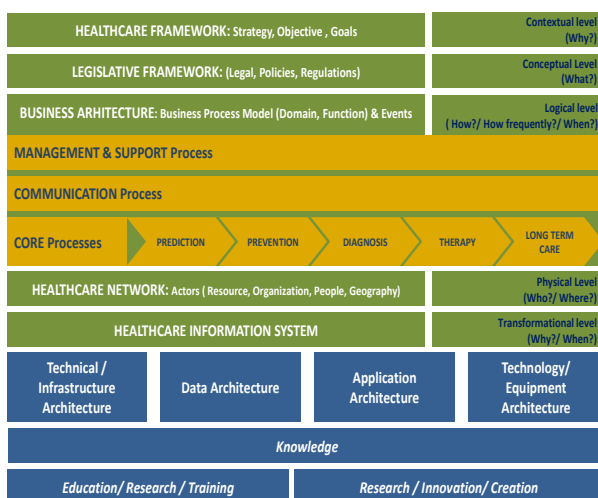 HEALTHCARE FRAMEWORK: Strategy, Objective , Goals
Contextual level
(Why?)
LEGISLATIVE FRAMEWORK: (Legal, Policies, Regulations)
Conceptual Level
(What?)
BUSINESS ARHITECTURE: Business Process Model (Domain, Function) & Events
Logical level
( How?/ How frequently?/ When?)
MANAGEMENT & SUPPORT Process
COMMUNICATION Process
CORE Processes
PREDICTION
PREVENTION
DIAGNOSIS
THERAPY
LONG TERM
CARE
HEALTHCARE NETWORK: Actors ( Resource, Organization, People, Geography)
Physical Level
(Who?/ Where?)
HEALTHCARE INFORMATION SYSTEM
Transformational level
(Why?/ When?)
Technical /
Infrastructure
Architecture
Data Architecture
Application
Architecture
Technology/
Equipment
Architecture
Knowledge
Education/ Research / Training
Research / Innovation/ Creation